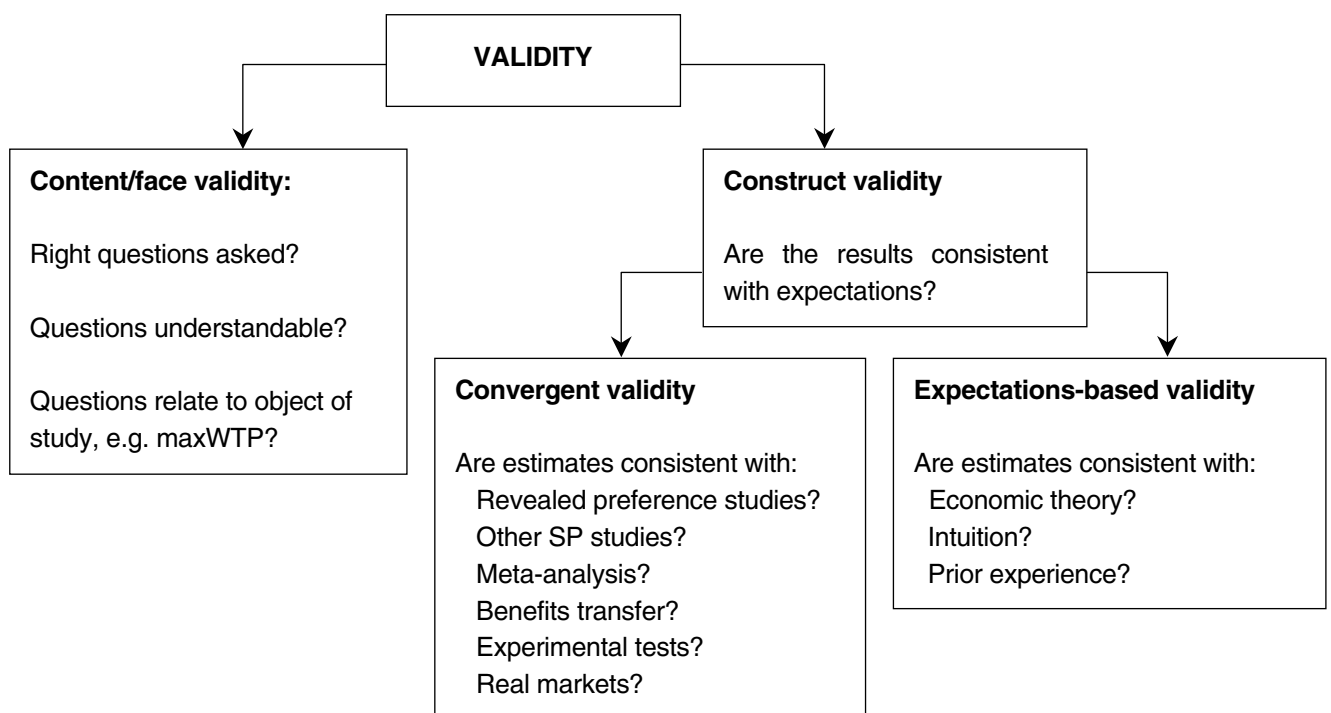 VALIDITY
Content/face validity:
Right questions asked?
Questions understandable?
Questions relate to object of
study, e.g. maxWTP?
Construct validity
Are the results consistent
with expectations?
Convergent validity
Are estimates consistent with:
Revealed preference studies?
Other SP studies?
Meta-analysis?
Benefits transfer?
Experimental tests?
Real markets?
Expectations-based validity
Are estimates consistent with:
Economic theory?
Intuition?
Prior experience?